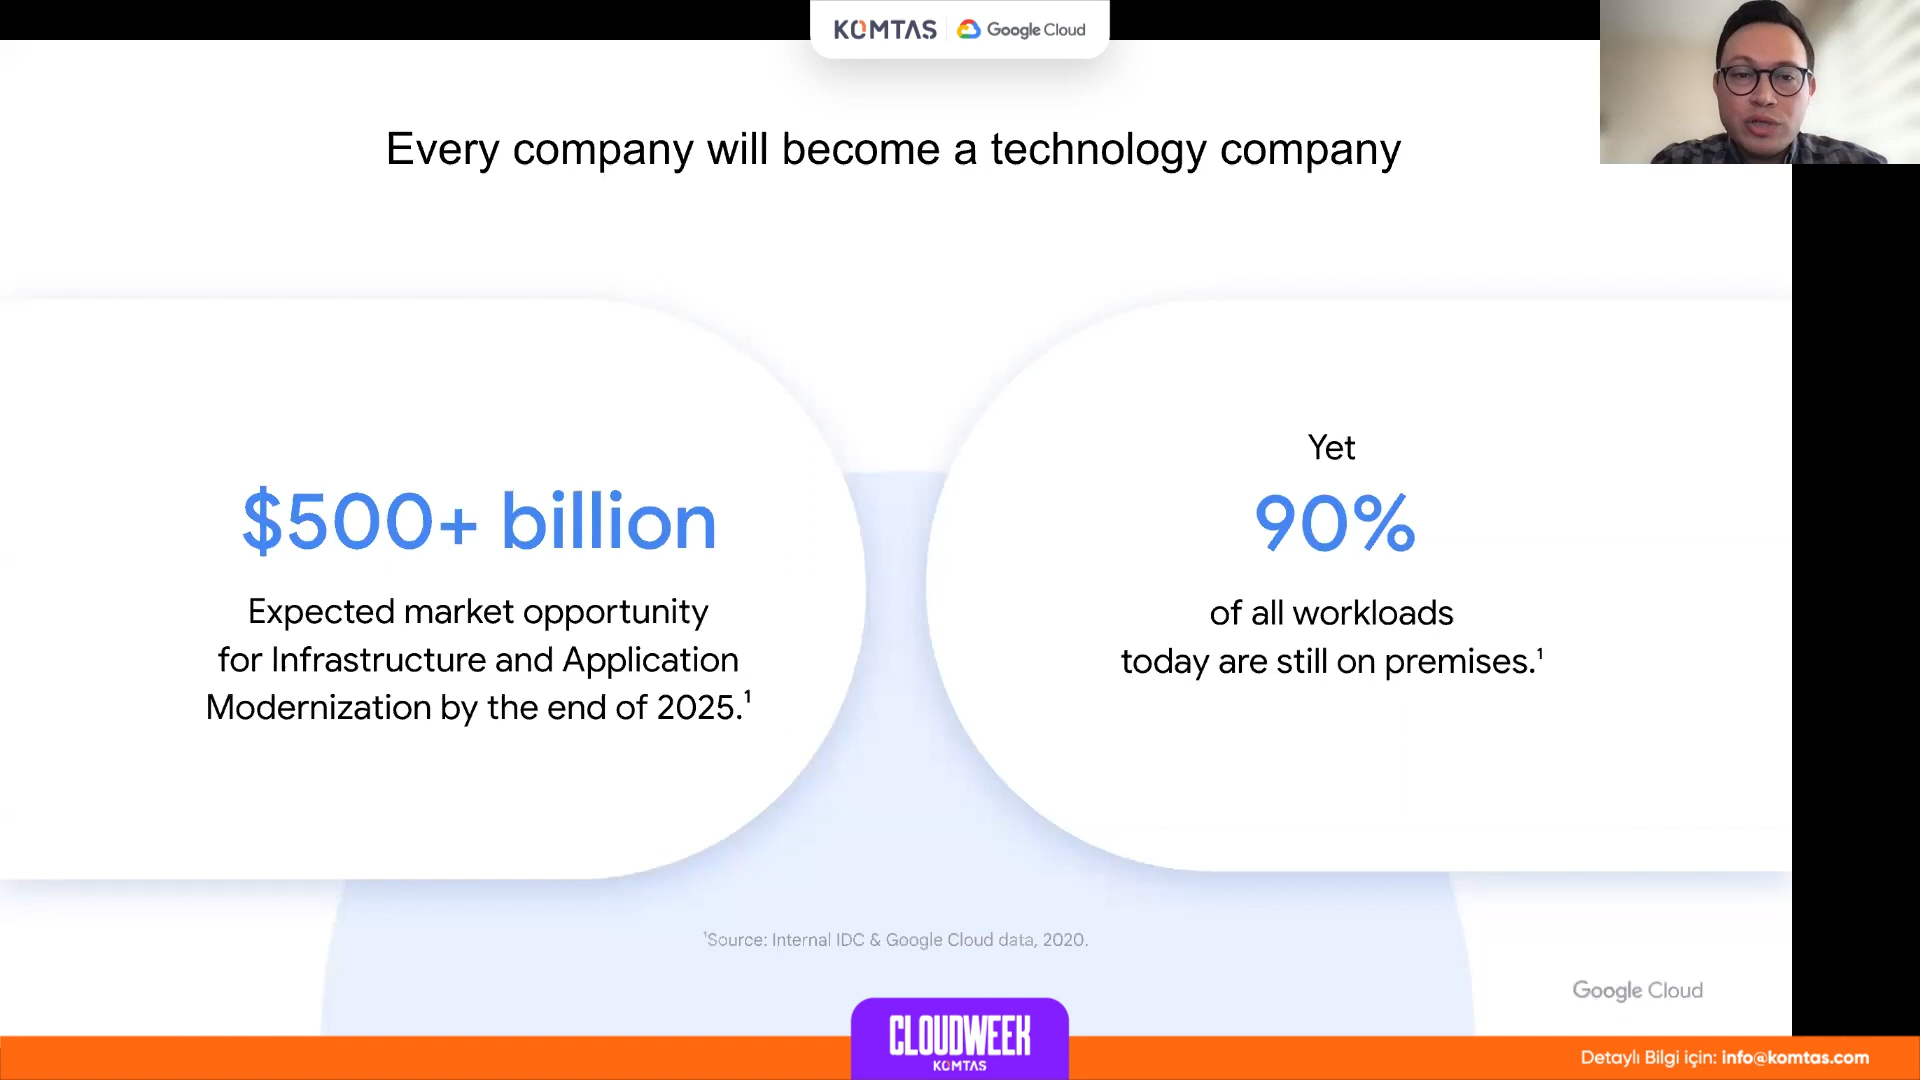 KOMTAS Google Cloud
Every company will become a technology company
$500+ billion
Expected market opportunity
for Infrastructure and Application
Modernization by the end of 2025.¹
Yet
90%
of all workloads
today are still on premises.¹
¹Source: Internal IDC & Google Cloud data, 2020.
Google Cloud
CLOUDWEEK
KOMTAS
Detaylı Bilgi için: info@komtas.com